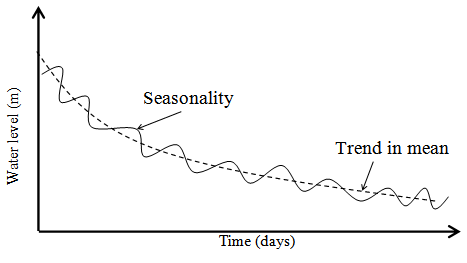 Seasonality
Trend in mean
Water level (m)
Time (days)